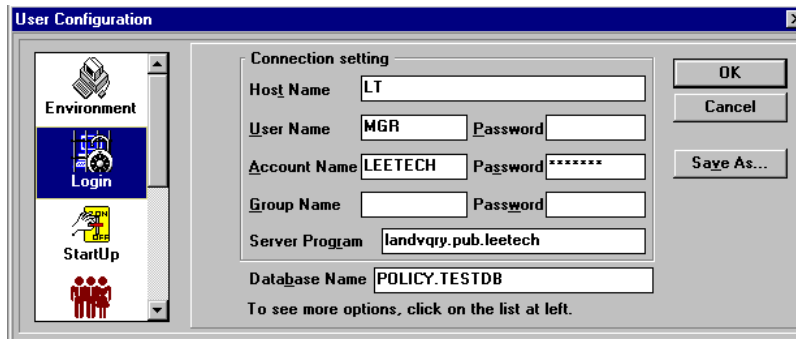 User Configuration
Environment
Login
ON
OFF
StartUp
Connection setting
Host Name LT
User Name MGR Password
Account Name LEETECH Password *******
Group Name Password
Server Program landvqry.pub.leetech
Database Name POLICY.TESTDB
To see more options, click on the list at left.
OK
Cancel
Save As...